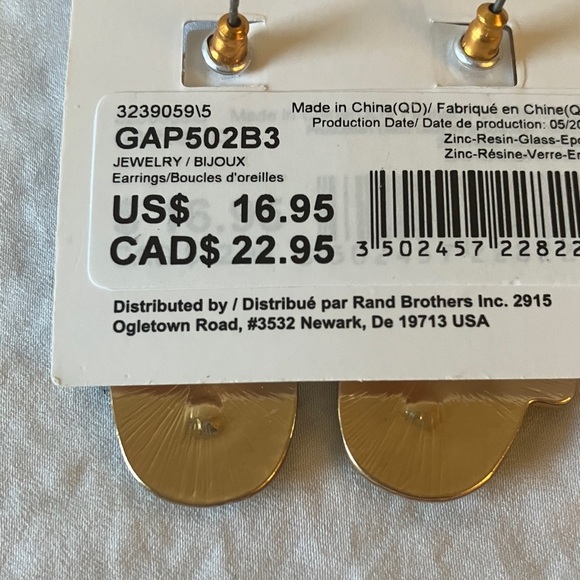 3239059\5
GAP502B3
JEWELRY / BIJOUX
Earrings/Boucles d'oreilles
US$ 16.95
CAD$ 22.95
Made in China(QD)/ Fabriqué en Chine(Q
Production Date/ Date de production: 05/20
Zinc-Resin-Glass-Epo
Zinc-Résine-Verre-Em
3 502457 22822
Distributed by / Distribué par Rand Brothers Inc. 2915
Ogletown Road, #3532 Newark, De 19713 USA